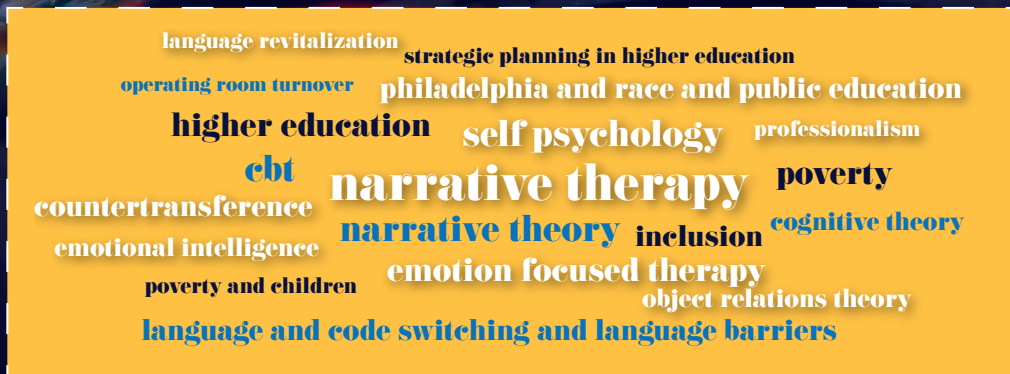 language revitalization
strategic planning in higher education
operating room turnover
philadelphia and race and public education
higher education
self psychology
professionalism
cbt
narrative therapy
poverty
countertransference
narrative theory
inclusion
cognitive theory
emotional intelligence
emotion focused therapy
poverty and children
object relations theory
language and code switching and language barriers